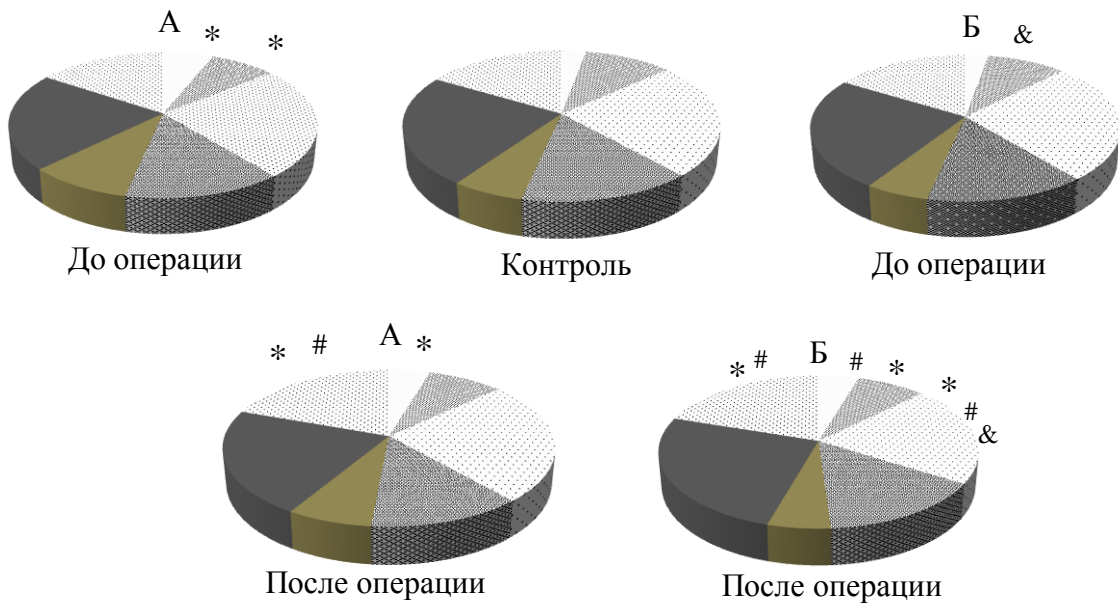 А * *
Б &
До операции
Контроль
До операции
* # А *
* # Б # * * # &
После операции
После операции